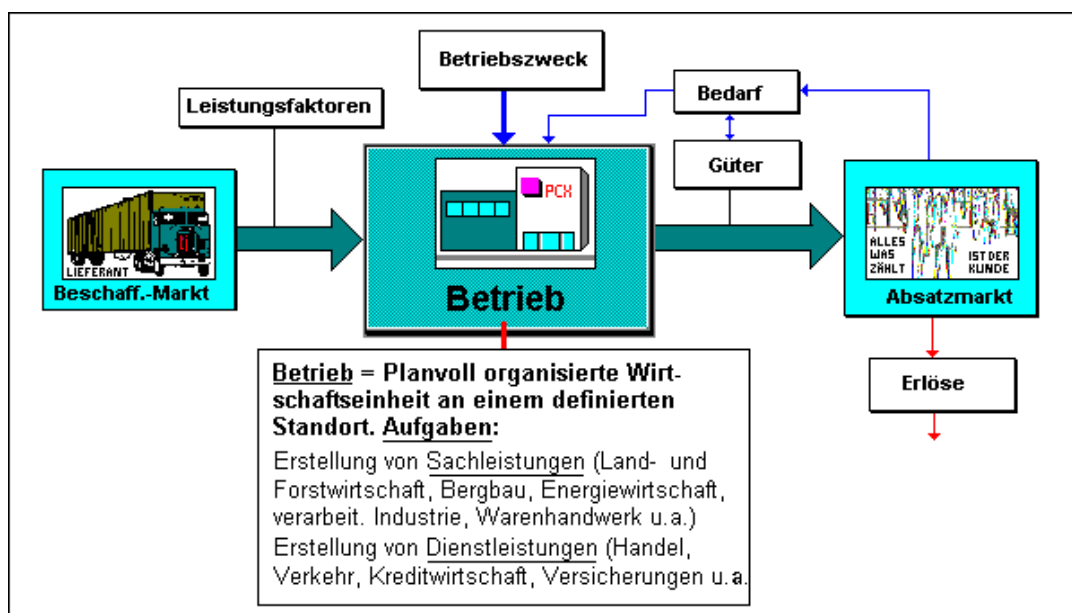 Betriebszweck
Bedarf
Leistungsfaktoren
Güter
PCX
LIEFERANT
Beschaff.-Markt
Betrieb
ALLES
WAS
ZÄHLT
IST DER
KUNDE
Absatzmarkt
Erlöse
Betrieb = Planvoll organisierte Wirt-
schaftseinheit an einem definierten
Standort. Aufgaben:
Erstellung von Sachleistungen (Land- und
Forstwirtschaft, Bergbau, Energiewirtschaft,
verarbeit. Industrie, Warenhandwerk u.a.)
Erstellung von Dienstleistungen (Handel,
Verkehr, Kreditwirtschaft, Versicherungen u.a.